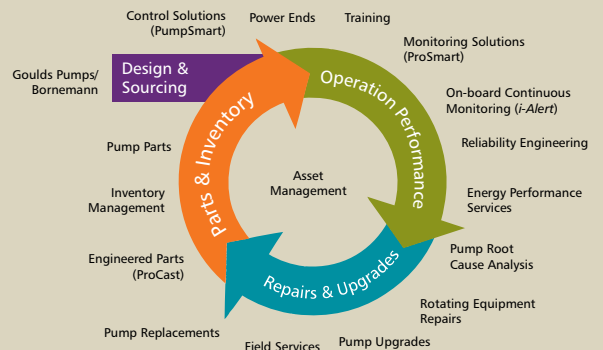 Control Solutions
(PumpSmart)
Power Ends
Training
Monitoring Solutions
(ProSmart)
Goulds Pumps/
Bornemann
Design &
Sourcing
Operation Performance
On-board Continuous
Monitoring (i-Alert)
Parts & Inventory
Pump Parts
Reliability Engineering
Asset
Management
Inventory
Management
Energy Performance
Services
Engineered Parts
(ProCast)
Pump Root
Cause Analysis
Repairs & Upgrades
Rotating Equipment
Repairs
Pump Replacements
Field Services
Pump Upgrades